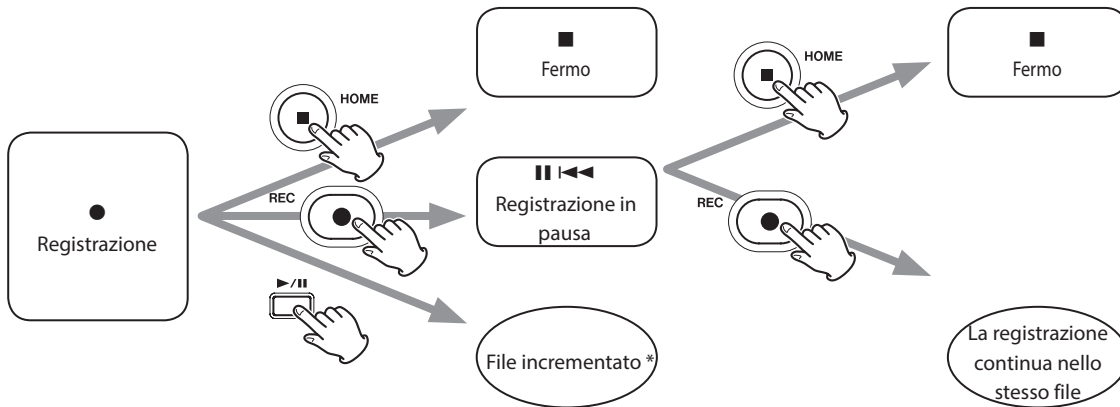 Fermo
HOME
HOME
Fermo
Registrazione
REC
Registrazione in
pausa
REC
►/II
File incrementato *
La registrazione
continua nello
stesso file